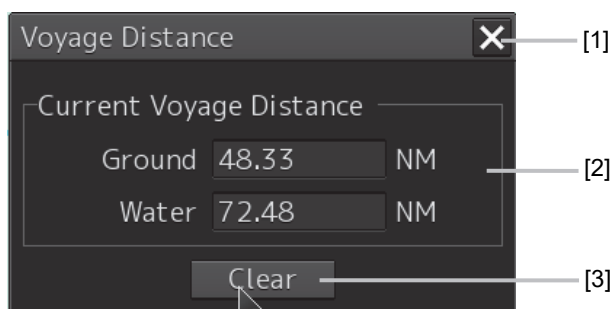 Voyage Distance
[1]
Current Voyage Distance
Ground 48.33 NM
[2]
Water 72.48 NM
Clear
[3]